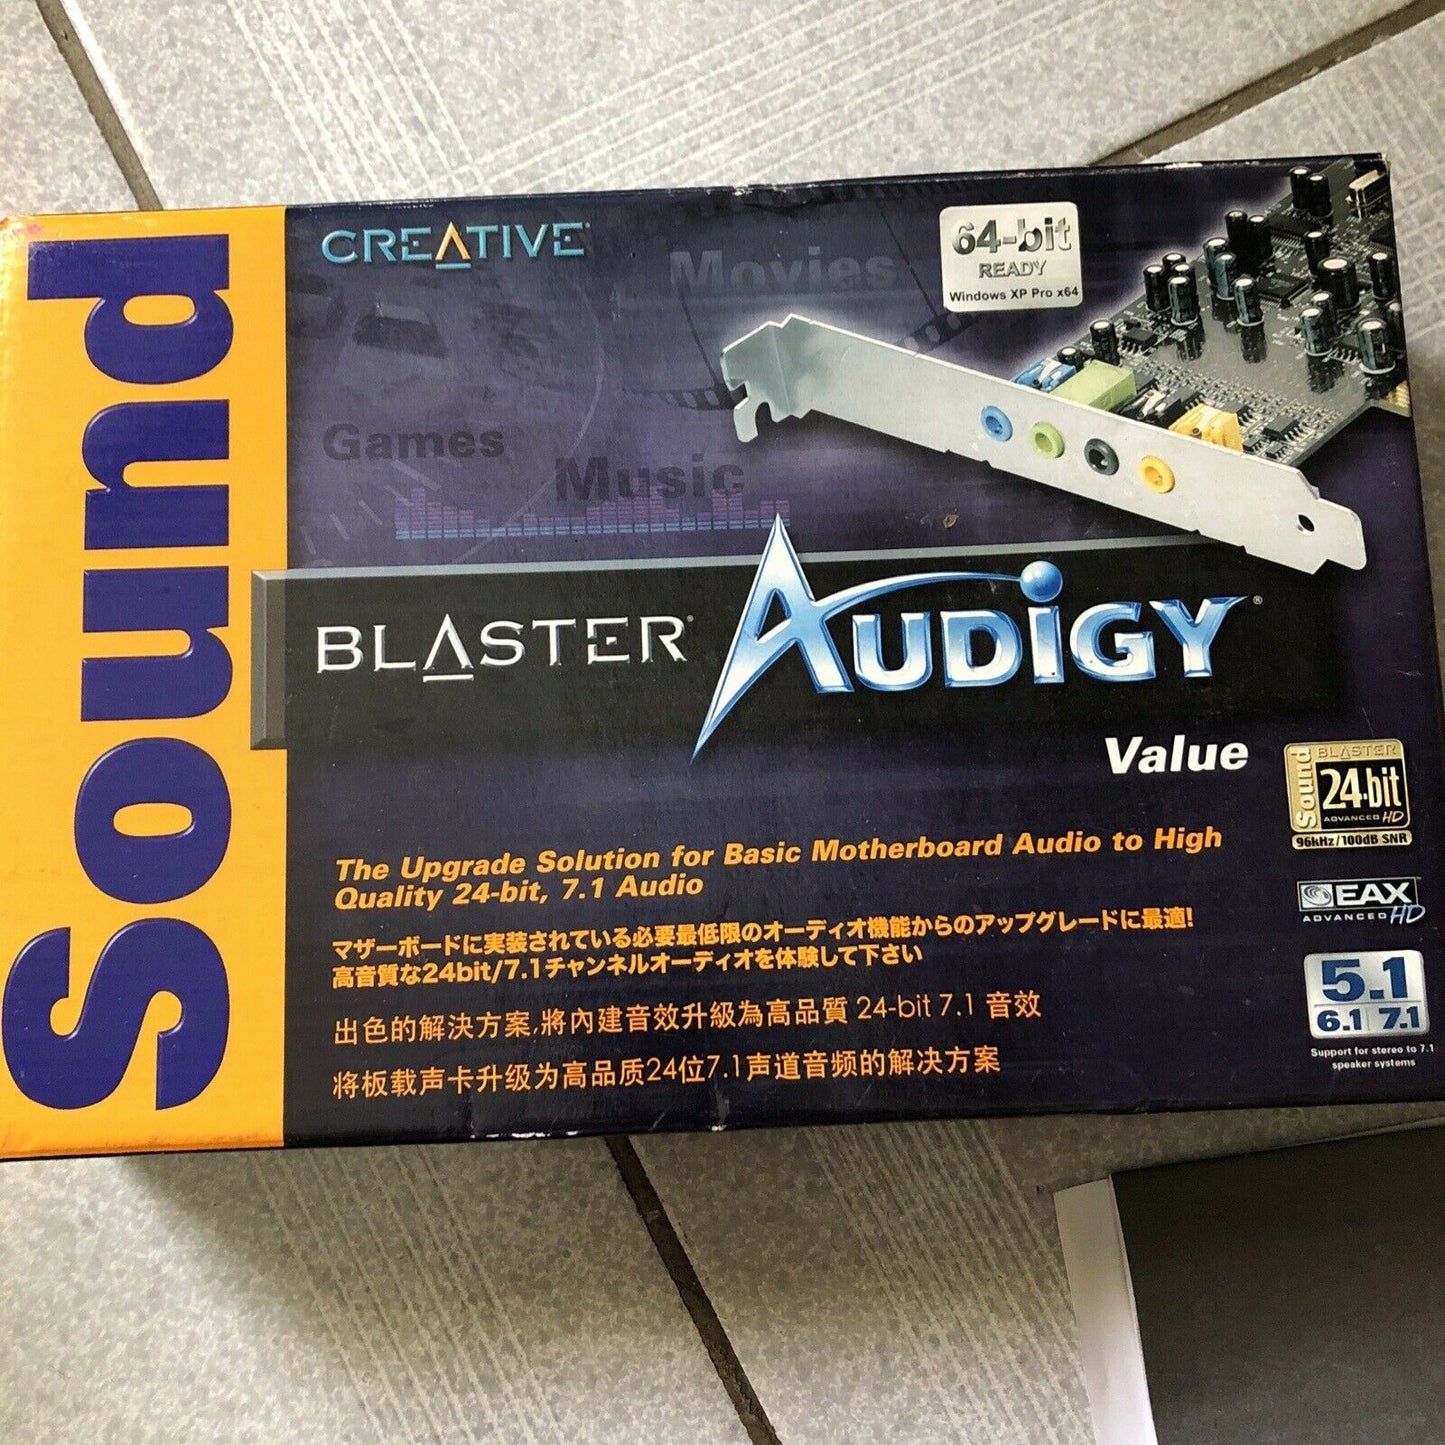 Sound
CREATIVE®
Movies
Games
Music
64-bit
READY
Windows XP Pro x64
BLASTER® AUDIGY®
Value
Sound BLASTER
24-bit
ADVANCED HD
96kHz/100dB SNR
The Upgrade Solution for Basic Motherboard Audio to High
Quality 24-bit, 7.1 Audio
マザーボードに実装されている必要最低限のオーディオ機能からのアップグレードに最適!
高音質な24bit/7.1チャンネルオーディオを体験して下さい
出色的解決方案,將內建音效升級為高品質 24-bit 7.1 音效
将板载声卡升级为高品质24位7.1声道音频的解决方案
EAX
ADVANCED HD
5.1
6.1 7.1
Support for stereo to 7.1
speaker systems